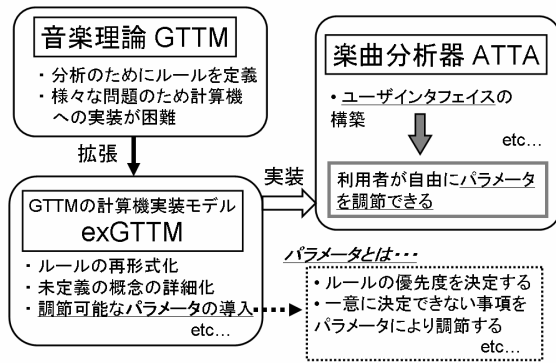 音楽理論 GTTM
・分析のためにルールを定義
・様々な問題のため計算機
への実装が困難
拡張
GTTMの計算機実装モデル
exGTTM
・ルールの再形式化
・未定義の概念の詳細化
・調節可能なパラメータの導入
etc…
実装
楽曲分析器 ATTA
・ユーザインタフェイスの
構築
etc…
利用者が自由にパラメータ
を調節できる
パラメータとは・・・
・ルールの優先度を決定する
・一意に決定できない事項を
パラメータにより調節する
etc…